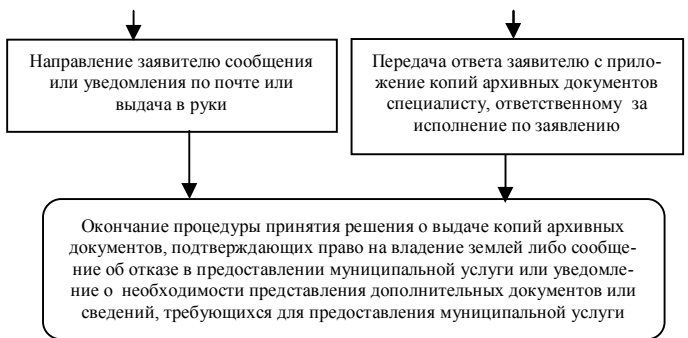 Направление заявителю сообщения
или уведомления по почте или
выдача в руки
Передача ответа заявителю с прило-
жение копий архивных документов
специалисту, ответственному за
исполнение по заявлению
Окончание процедуры принятия решения о выдаче копий архивных
документов, подтверждающих право на владение землей либо сообще-
ние об отказе в предоставлении муниципальной услуги или уведомле-
ние о необходимости представления дополнительных документов или
сведений, требующихся для предоставления муниципальной услуги